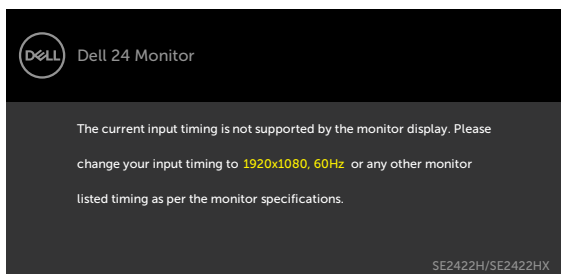 DELL
Dell 24 Monitor
The current input timing is not supported by the monitor display. Please
change your input timing to 1920x1080, 60Hz or any other monitor
listed timing as per the monitor specifications.
SE2422H/SE2422HX